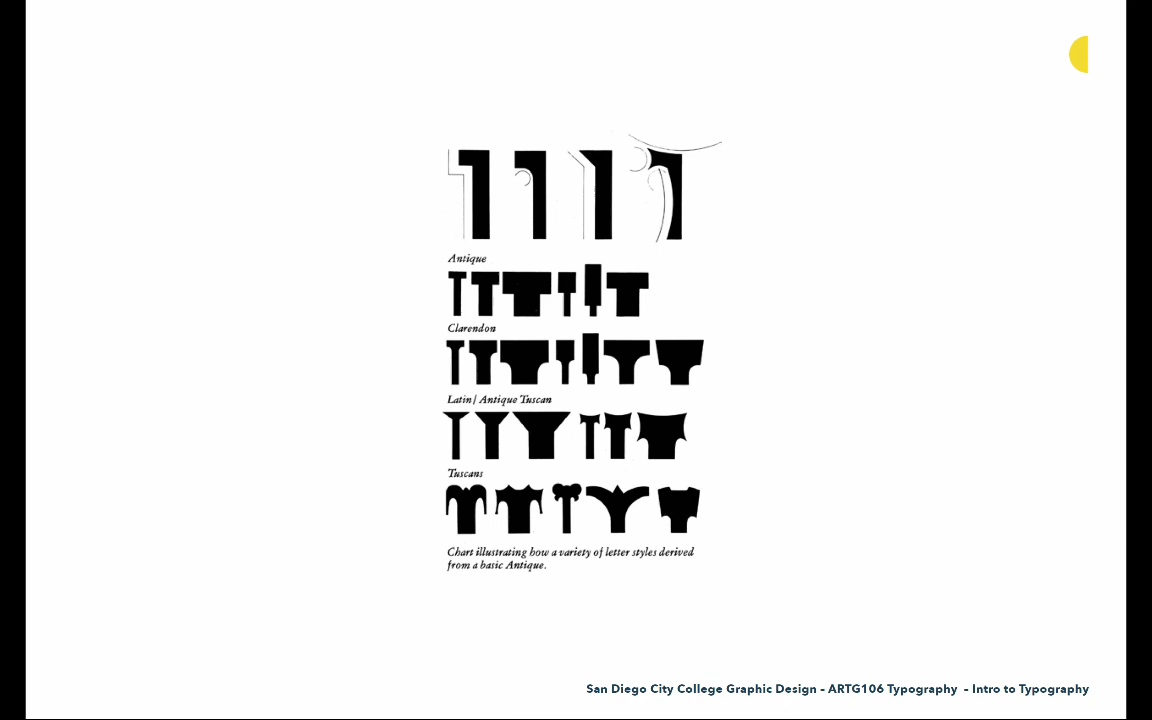 Antique
Clarendon
Latin/ Antique Tuscan
Tuscans
Chart illustrating how a variety of letter styles derived
from a basic Antique.
San Diego City College Graphic Design – ARTG106 Typography – Intro to Typography